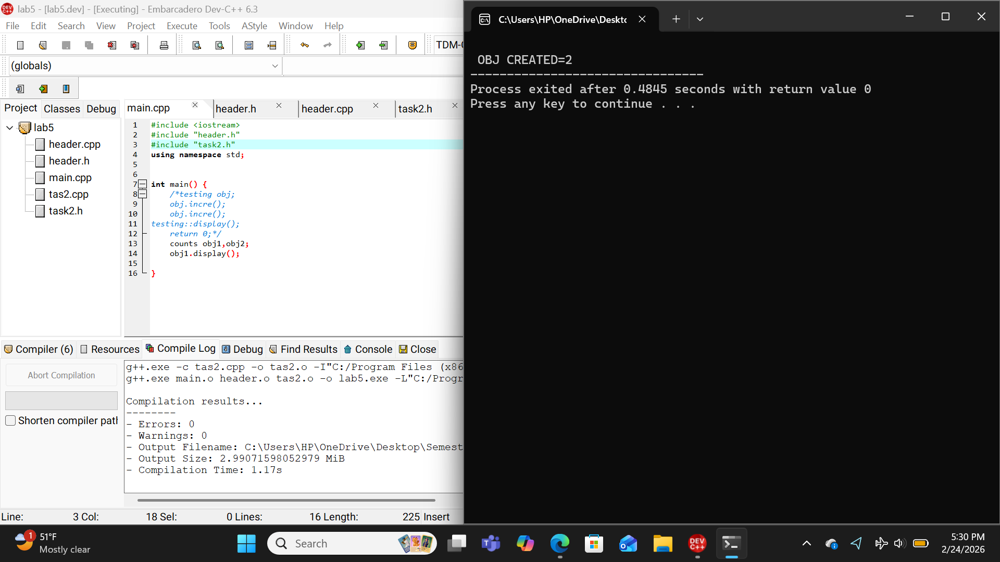 lab5 - [lab5.dev] - [Executing] - Embarcadero Dev-C++ 6.3
File Edit Search View Project Execute Tools AStyle Window Help
TDM-G
(globals)
Project Classes Debug
lab5
header.cpp
header.h
main.cpp
tas2.cpp
task2.h
main.cpp header.h header.cpp task2.h
1 #include <iostream>
2 #include "header.h"
3 #include "task2.h"
4 using namespace std;
5
6
7 int main() {
8 /*testing obj;
9 obj.incre();
10 obj.incre();
11 testing::display();
12 return 0;*/
13 counts obj1,obj2;
14 obj1.display();
15
16 }
Compiler (6) Resources Compile Log Debug Find Results Console Close
Abort Compilation
Shorten compiler path
g++.exe -c tas2.cpp -o tas2.o -I"C:/Program Files (x86
g++.exe main.o header.o tas2.o -o lab5.exe -L"C:/Progr
Compilation results...
--------
- Errors: 0
- Warnings: 0
- Output Filename: C:\Users\HP\OneDrive\Desktop\Semest
- Output Size: 2.99071598052979 MiB
- Compilation Time: 1.17s
Line: 3 Col: 18 Sel: 0 Lines: 16 Length: 225 Insert
C:\Users\HP\OneDrive\Deskto
OBJ CREATED=2
--------------------------------
Process exited after 0.4845 seconds with return value 0
Press any key to continue . . .
1
51°F
Mostly clear
Search
DEV
C++
5:30 PM
2/24/2026